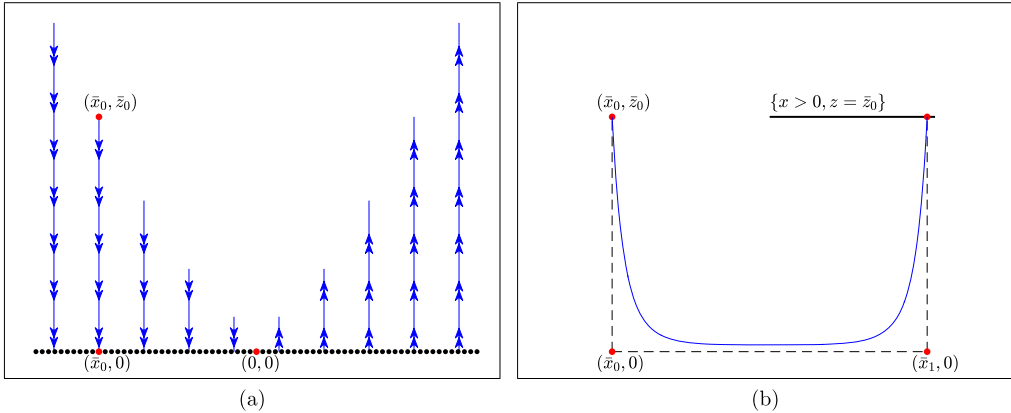 (x̄₀, z̄₀)
(x̄₀, 0)
(0, 0)
(a)
(x̄₀, z̄₀)
{x > 0, z = z̄₀}
(x̄₀, 0)
(x̄₁, 0)
(b)